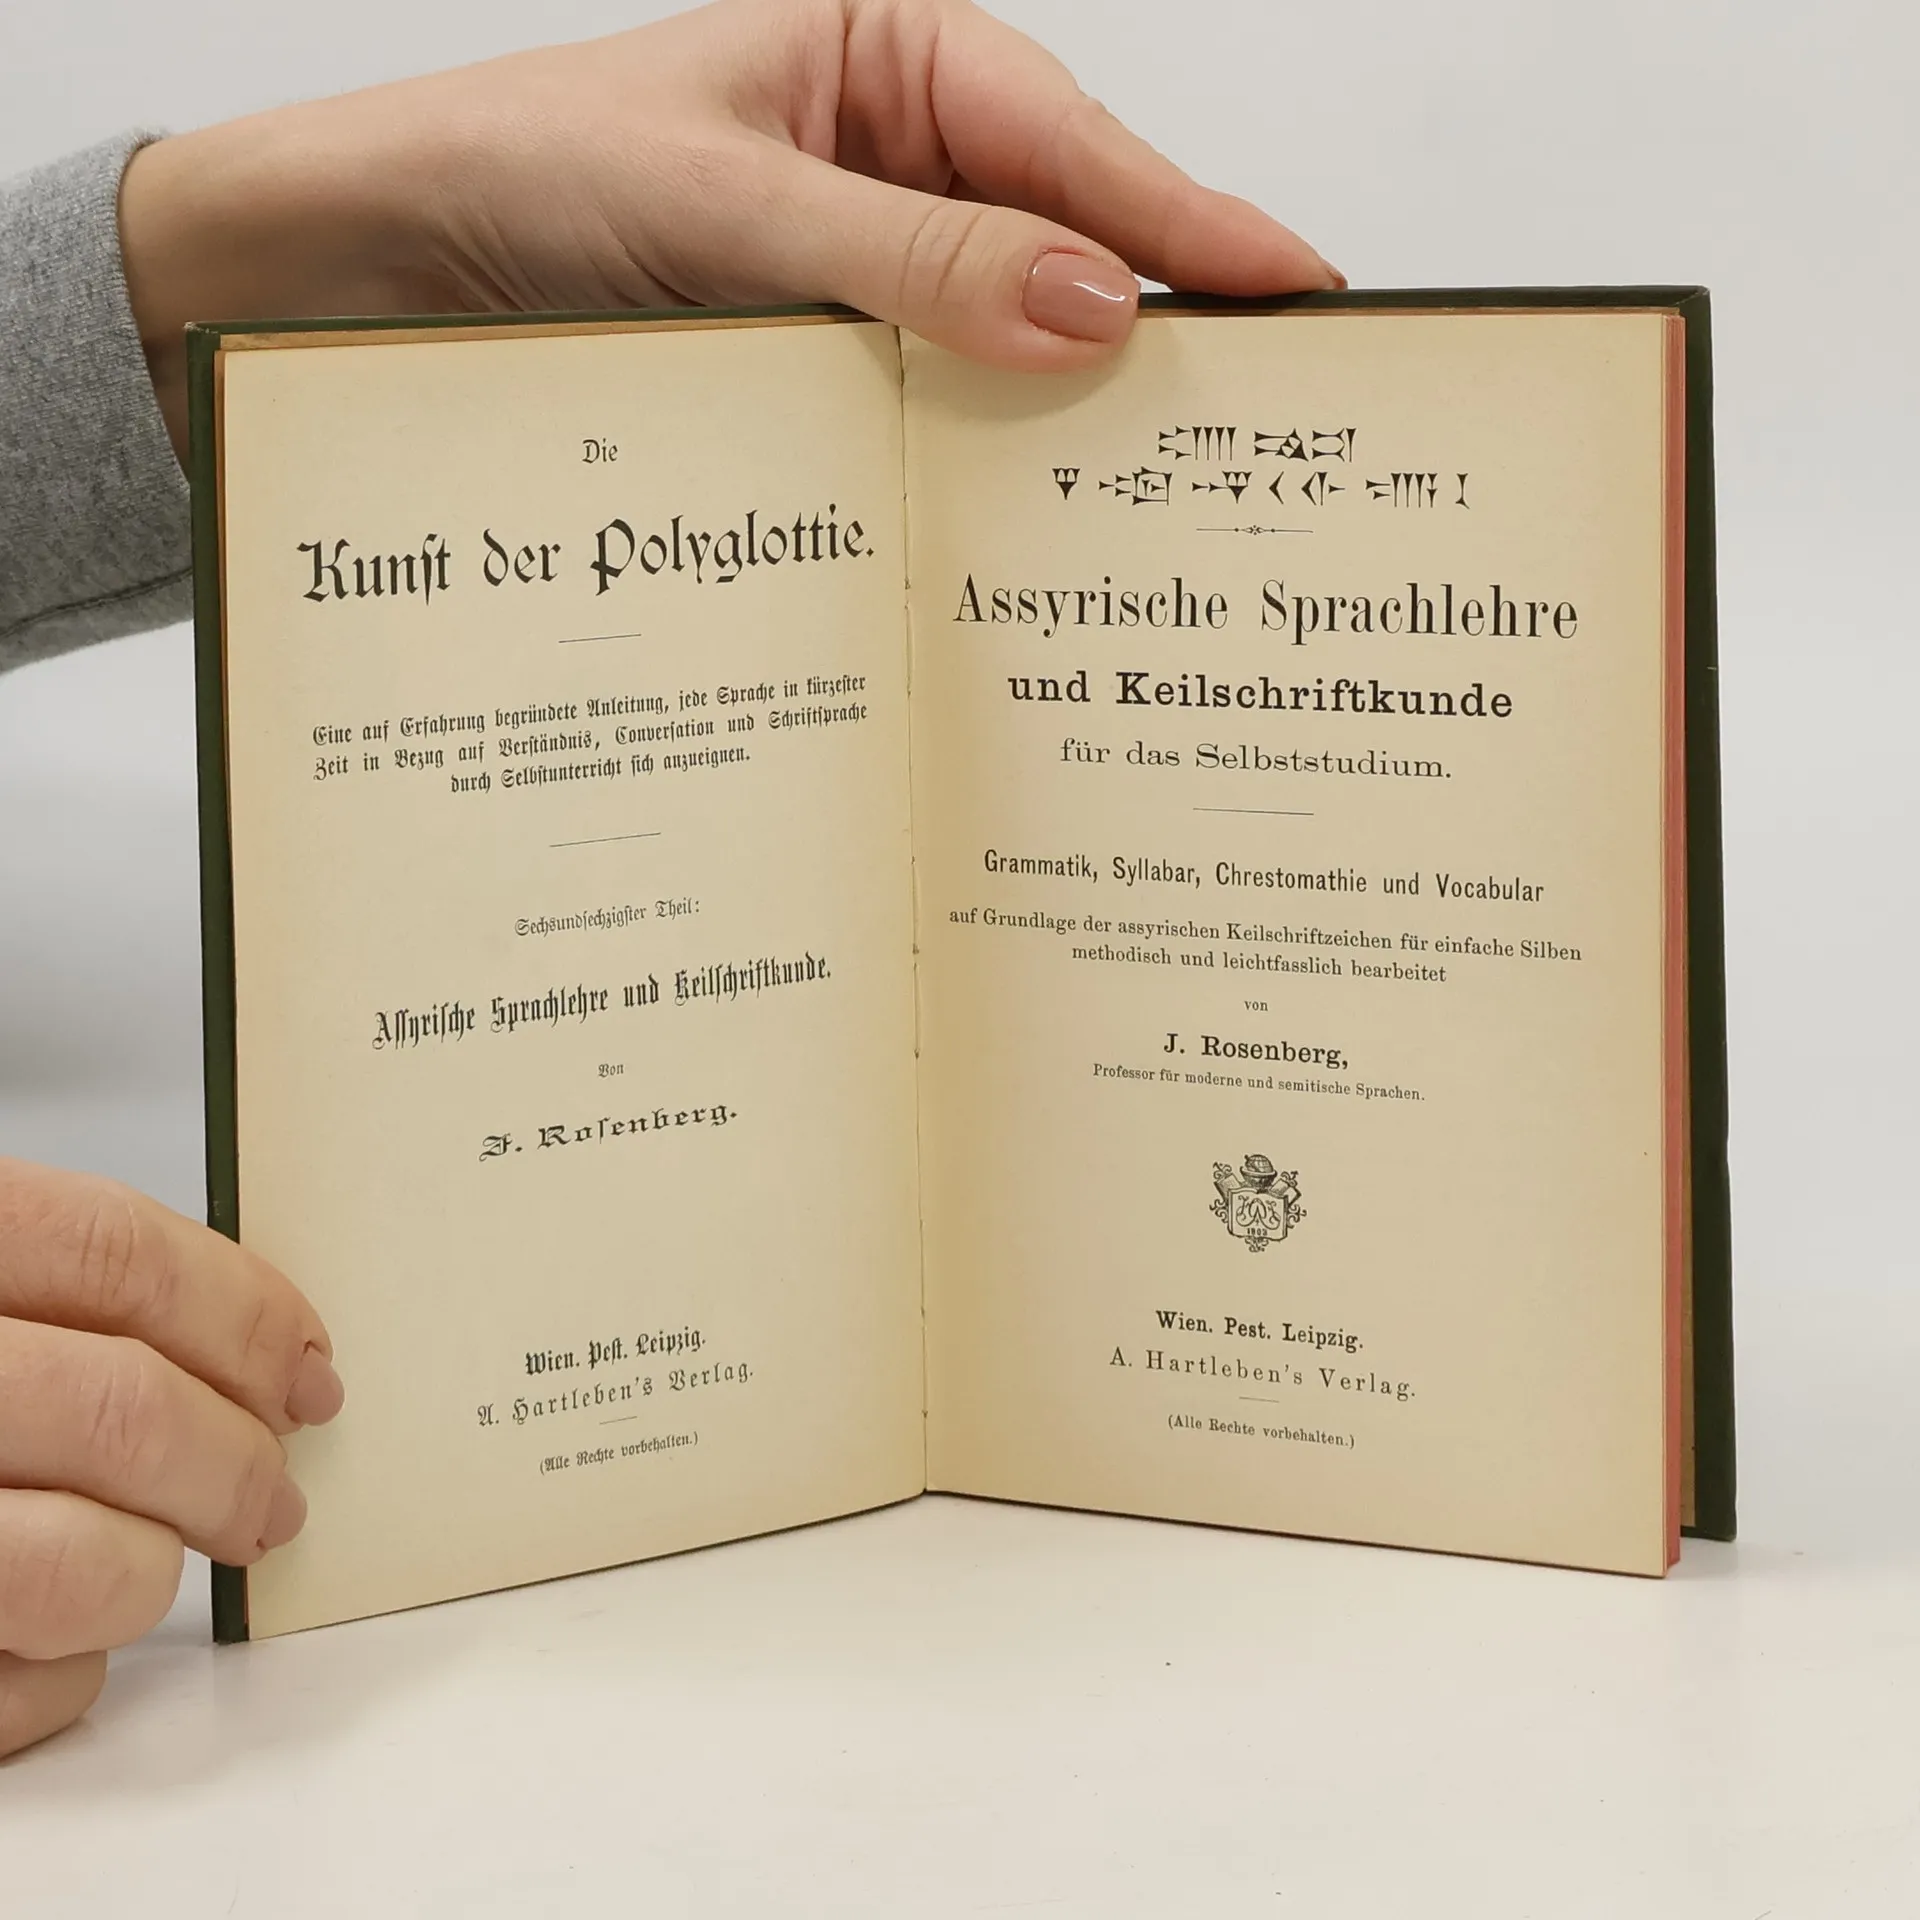 Die
Kunſt der Polyglottie.
Eine auf Erfahrung begründete Anleitung, jede Sprache in kürzeſter
Zeit in Bezug auf Verſtändnis, Converſation und Schriftſprache
durch Selbſtunterricht ſich anzueignen.
Sechsundſechzigſter Theil:
Aſſyriſche Sprachlehre und Keilſchriftkunde.
Von
J. Roſenberg.
Wien. Peſt. Leipzig.
A. Hartleben's Verlag.
(Alle Rechte vorbehalten.)
Assyrische Sprachlehre
und Keilschriftkunde
für das Selbststudium.
Grammatik, Syllabar, Chrestomathie und Vocabular
auf Grundlage der assyrischen Keilschriftzeichen für einfache Silben
methodisch und leichtfasslich bearbeitet
von
J. Rosenberg,
Professor für moderne und semitische Sprachen.
1803
Wien. Pest. Leipzig.
A. Hartleben's Verlag.
(Alle Rechte vorbehalten.)